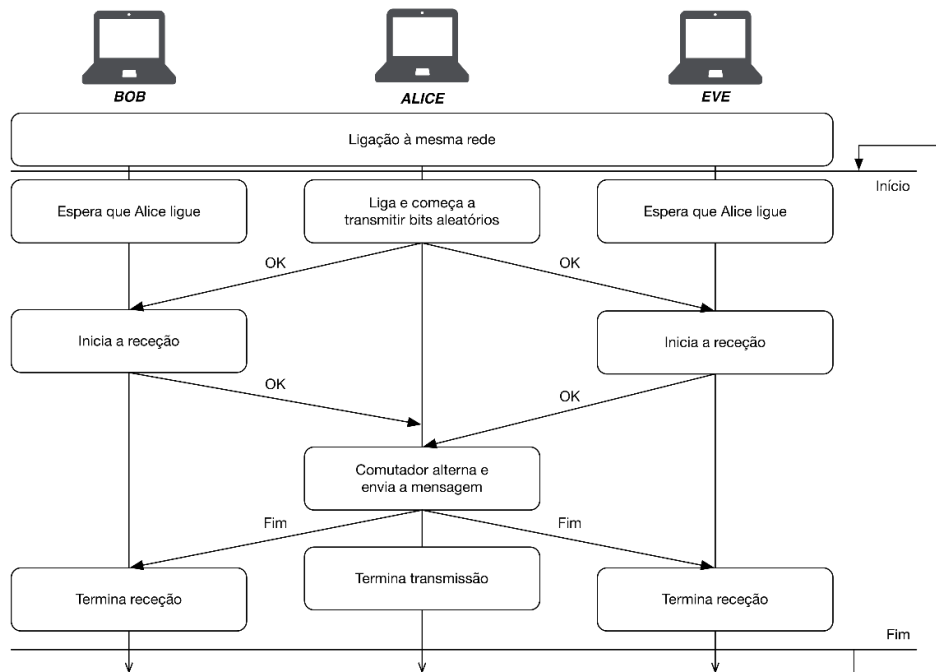 BOB
ALICE
EVE
Ligação à mesma rede
Início
Espera que Alice ligue
Liga e começa a
transmitir bits aleatórios
Espera que Alice ligue
OK
OK
Inicia a receção
Inicia a receção
OK
OK
Comutador alterna e
envia a mensagem
Fim
Fim
Termina receção
Termina transmissão
Termina receção
Fim